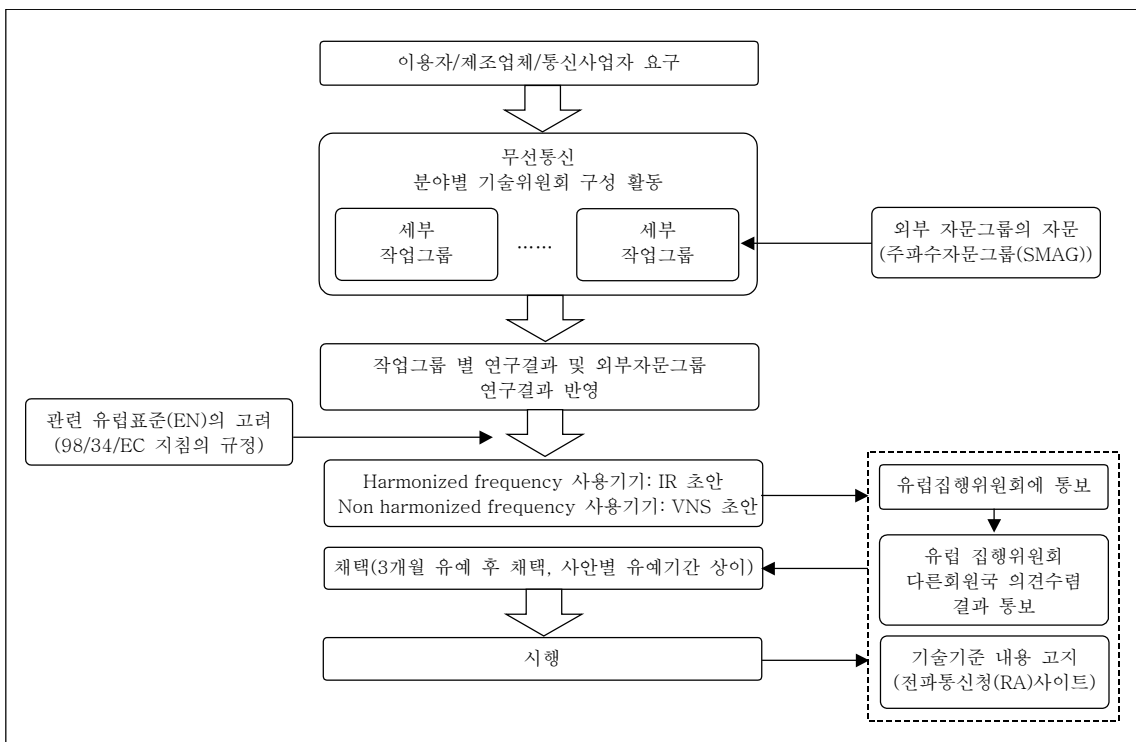 이용자/제조업체/통신사업자 요구
무선통신
분야별 기술위원회 구성 활동
세부
작업그룹
......
세부
작업그룹
외부 자문그룹의 자문
(주파수자문그룹(SMAG))
작업그룹 별 연구결과 및 외부자문그룹
연구결과 반영
관련 유럽표준(EN)의 고려
(98/34/EC 지침의 규정)
Harmonized frequency 사용기기: IR 초안
Non harmonized frequency 사용기기: VNS 초안
유럽집행위원회에 통보
유럽 집행위원회
다른회원국 의견수렴
결과 통보
채택(3개월 유예 후 채택, 사안별 유예기간 상이)
시행
기술기준 내용 고지
(전파통신청(RA)사이트)